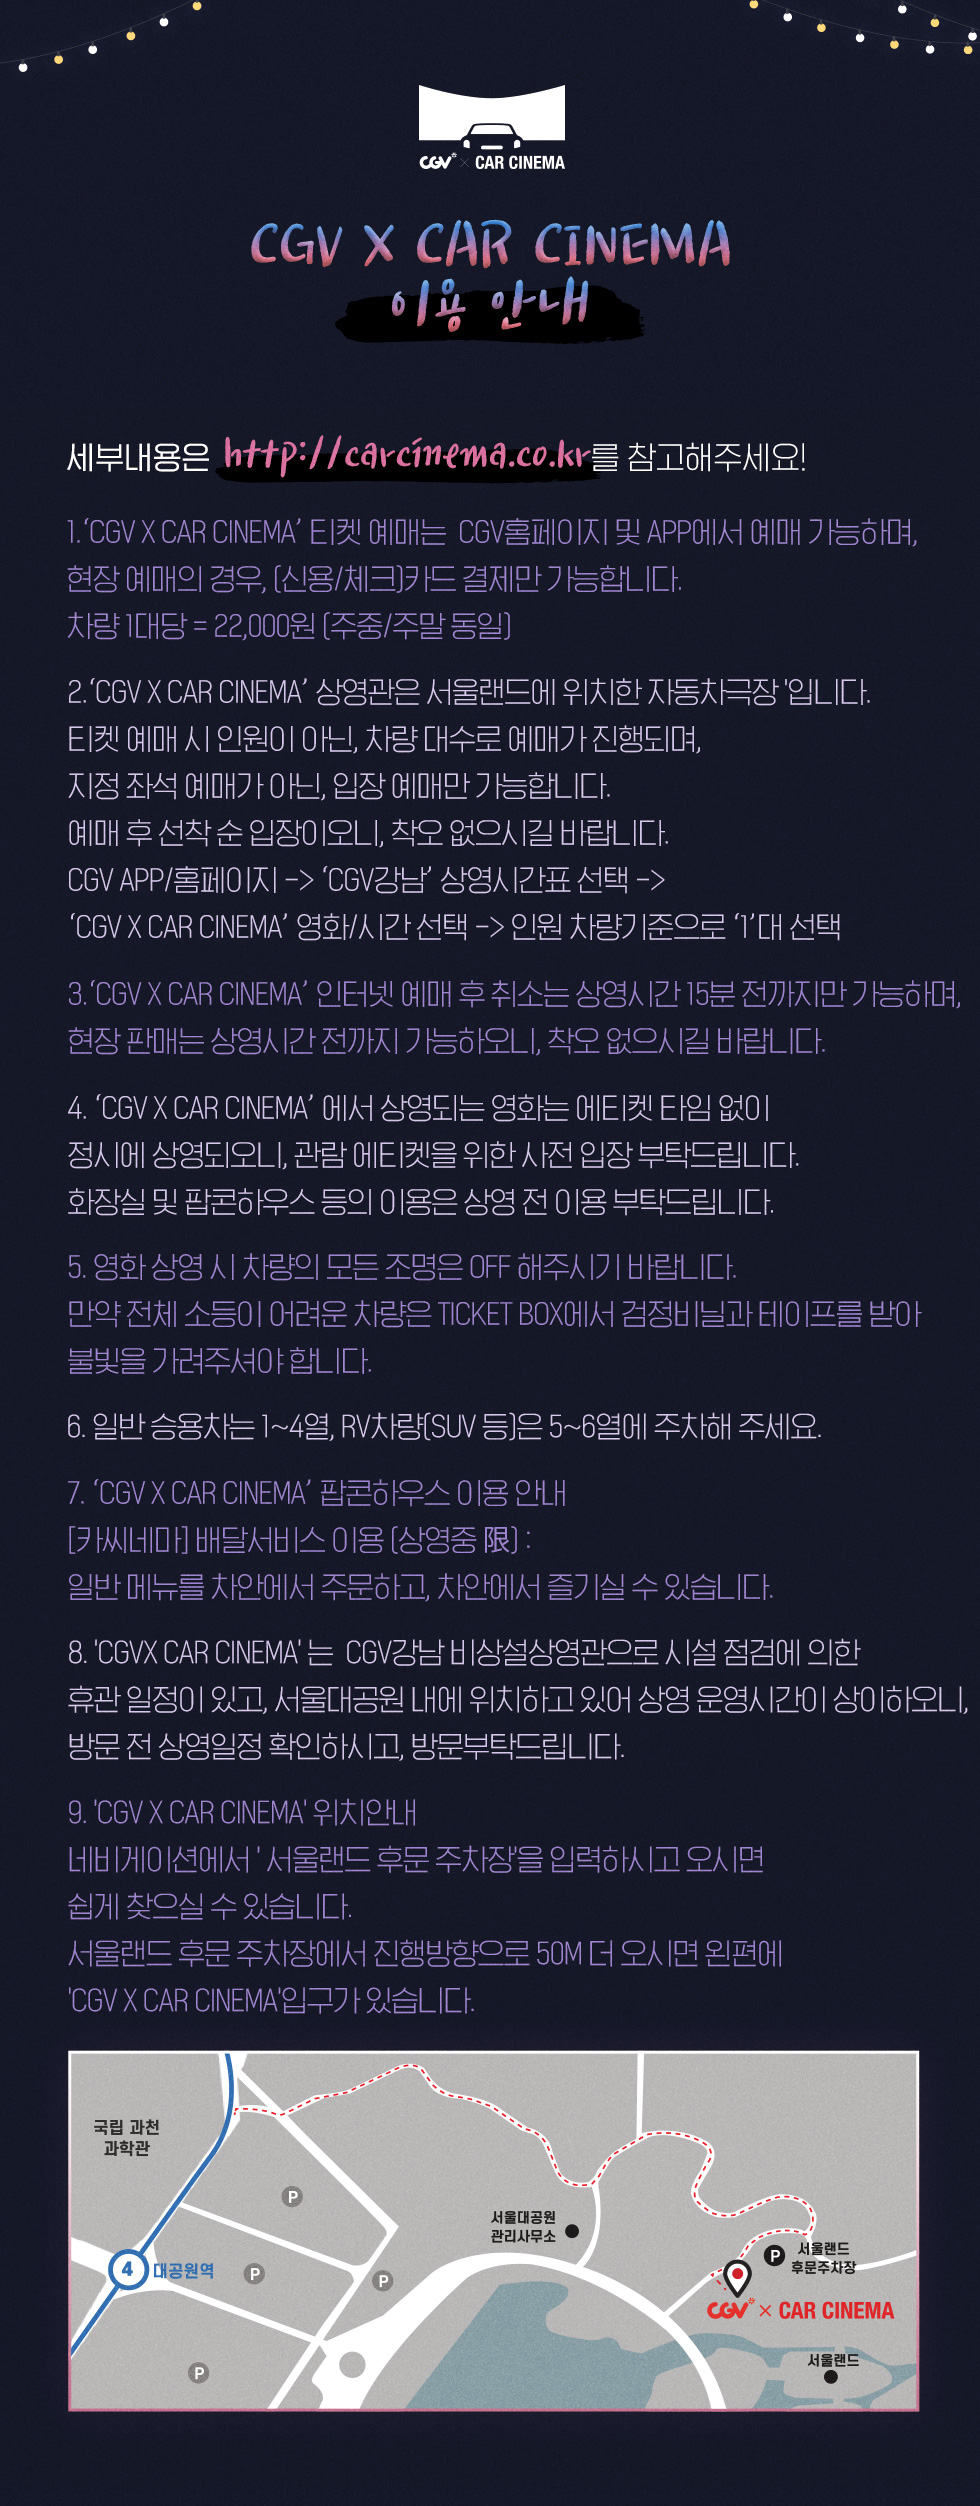 CGV × CAR CINEMA
CGV X CAR CINEMA
이용 안내
세부내용은 http://carcinema.co.kr를 참고해주세요!
1.‘CGV X CAR CINEMA’ 티켓 예매는 CGV홈페이지 및 APP에서 예매 가능하며,
현장 예매의 경우, (신용/체크)카드 결제만 가능합니다.
차량 1대당 = 22,000원 (주중/주말 동일)
2.‘CGV X CAR CINEMA’ 상영관은 서울랜드에 위치한 자동차극장 '입니다.
티켓 예매 시 인원이 아닌, 차량 대수로 예매가 진행되며,
지정 좌석 예매가 아닌, 입장 예매만 가능합니다.
예매 후 선착 순 입장이오니, 착오 없으시길 바랍니다.
CGV APP/홈페이지 -> ‘CGV강남’ 상영시간표 선택 ->
‘CGV X CAR CINEMA’ 영화/시간 선택 -> 인원 차량기준으로 ‘1’대 선택
3.‘CGV X CAR CINEMA’ 인터넷 예매 후 취소는 상영시간 15분 전까지만 가능하며,
현장 판매는 상영시간 전까지 가능하오니, 착오 없으시길 바랍니다.
4. ‘CGV X CAR CINEMA’ 에서 상영되는 영화는 에티켓 타임 없이
정시에 상영되오니, 관람 에티켓을 위한 사전 입장 부탁드립니다.
화장실 및 팝콘하우스 등의 이용은 상영 전 이용 부탁드립니다.
5. 영화 상영 시 차량의 모든 조명은 OFF 해주시기 바랍니다.
만약 전체 소등이 어려운 차량은 TICKET BOX에서 검정비닐과 테이프를 받아
불빛을 가려주셔야 합니다.
6. 일반 승용차는 1~4열, RV차량(SUV 등)은 5~6열에 주차해 주세요.
7. ‘CGV X CAR CINEMA’ 팝콘하우스 이용 안내
[카씨네마] 배달서비스 이용 (상영중 限) :
일반 메뉴를 차안에서 주문하고, 차안에서 즐기실 수 있습니다.
8. 'CGVX CAR CINEMA' 는 CGV강남 비상설상영관으로 시설 점검에 의한
휴관 일정이 있고, 서울대공원 내에 위치하고 있어 상영 운영시간이 상이하오니,
방문 전 상영일정 확인하시고, 방문부탁드립니다.
9. 'CGV X CAR CINEMA' 위치안내
네비게이션에서 ' 서울랜드 후문 주차장'을 입력하시고 오시면
쉽게 찾으실 수 있습니다.
서울랜드 후문 주차장에서 진행방향으로 50M 더 오시면 왼편에
'CGV X CAR CINEMA'입구가 있습니다.
국립 과천
과학관
P
서울대공원
관리사무소
4 대공원역
P
P
P 서울랜드
후문주차장
CGV × CAR CINEMA
서울랜드
P